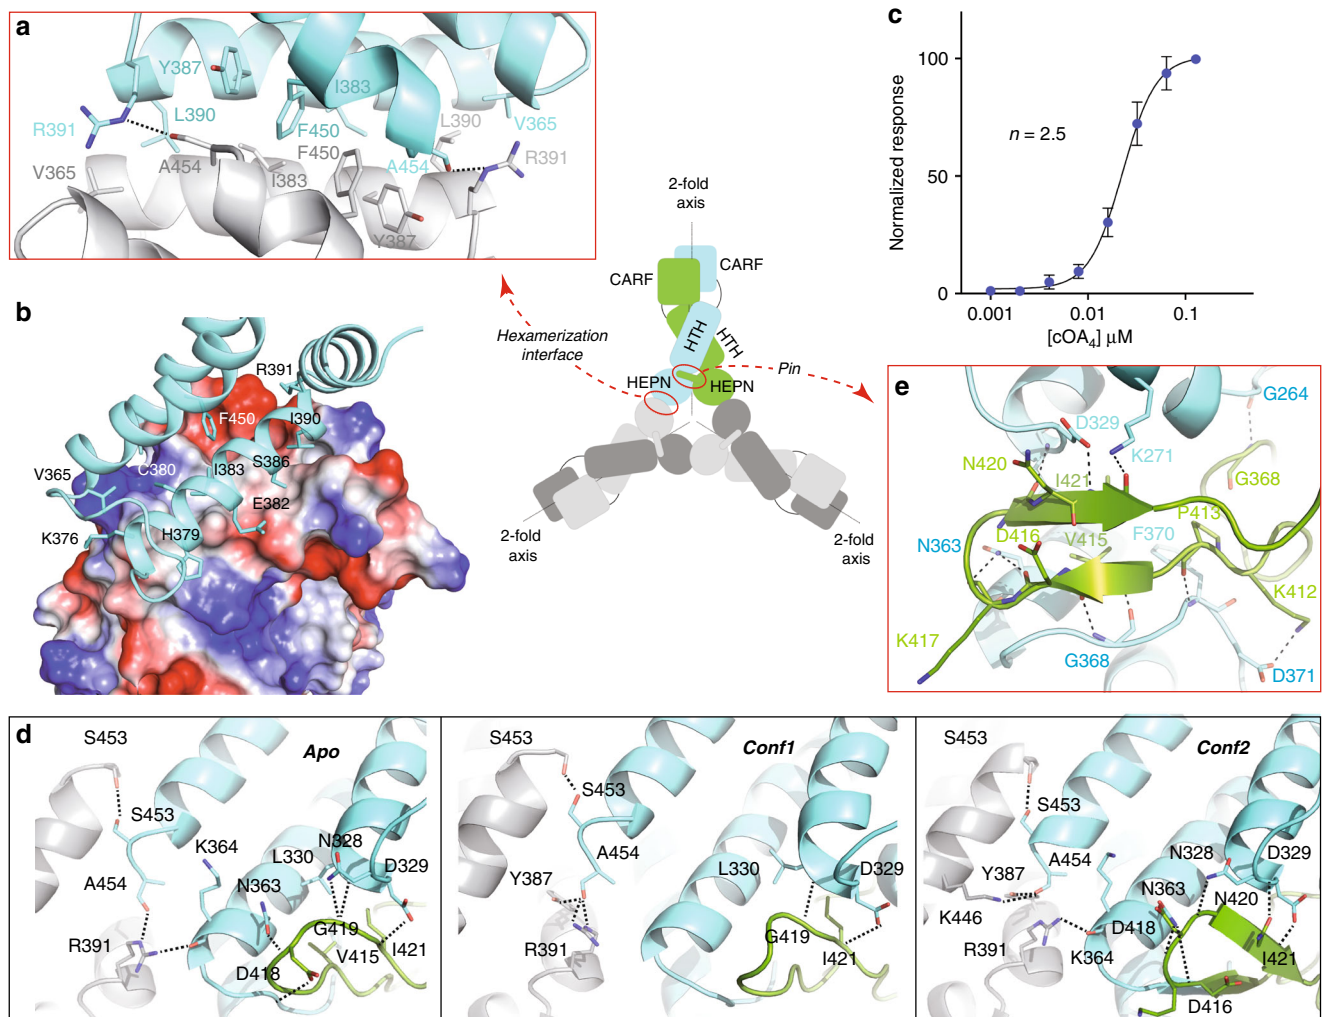 a
Y387
I383
L390
R391
F450
L390
V365
F450
A454
R391
V365
A454
I383
Y387
b
R391
F450
I390
V365
C380
I383
S386
E382
K376
H379
2-fold
axis
CARF
CARF
HTH
HTH
Hexamerization
interface
HEPN
HEPN
Pin
2-fold
axis
2-fold
axis
c
Normalized response
100
50
0
n = 2.5
0.001
0.01
0.1
[cOA4] µM
e
G264
D329
K271
N420
I421
G368
P413
D416
V415
F370
N363
K412
K417
G368
D371
d
Apo
S453
S453
K364
N328
L330
D329
A454
N363
G419
R391
V415
I421
D418
Conf1
S453
S453
A454
Y387
L330
D329
G419
R391
I421
Conf2
S453
S453
A454
N328
D329
Y387
N363
N420
K446
D418
R391
K364
I421
D416